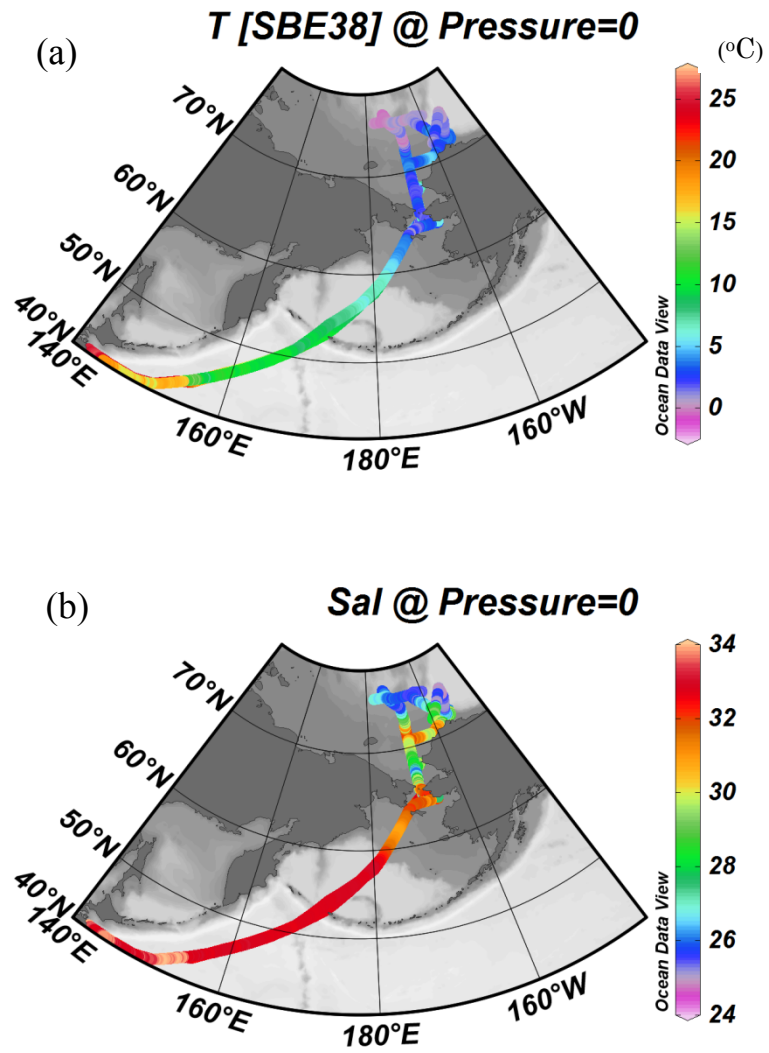 T [SBE38] @ Pressure=0
(a)
(°C)
70°N
60°N
50°N
40°N
140°E
160°E
180°E
160°W
25
20
15
10
5
0
Ocean Data View
(b)
Sal @ Pressure=0
70°N
60°N
50°N
40°N
140°E
160°E
180°E
160°W
34
32
30
28
26
24
Ocean Data View